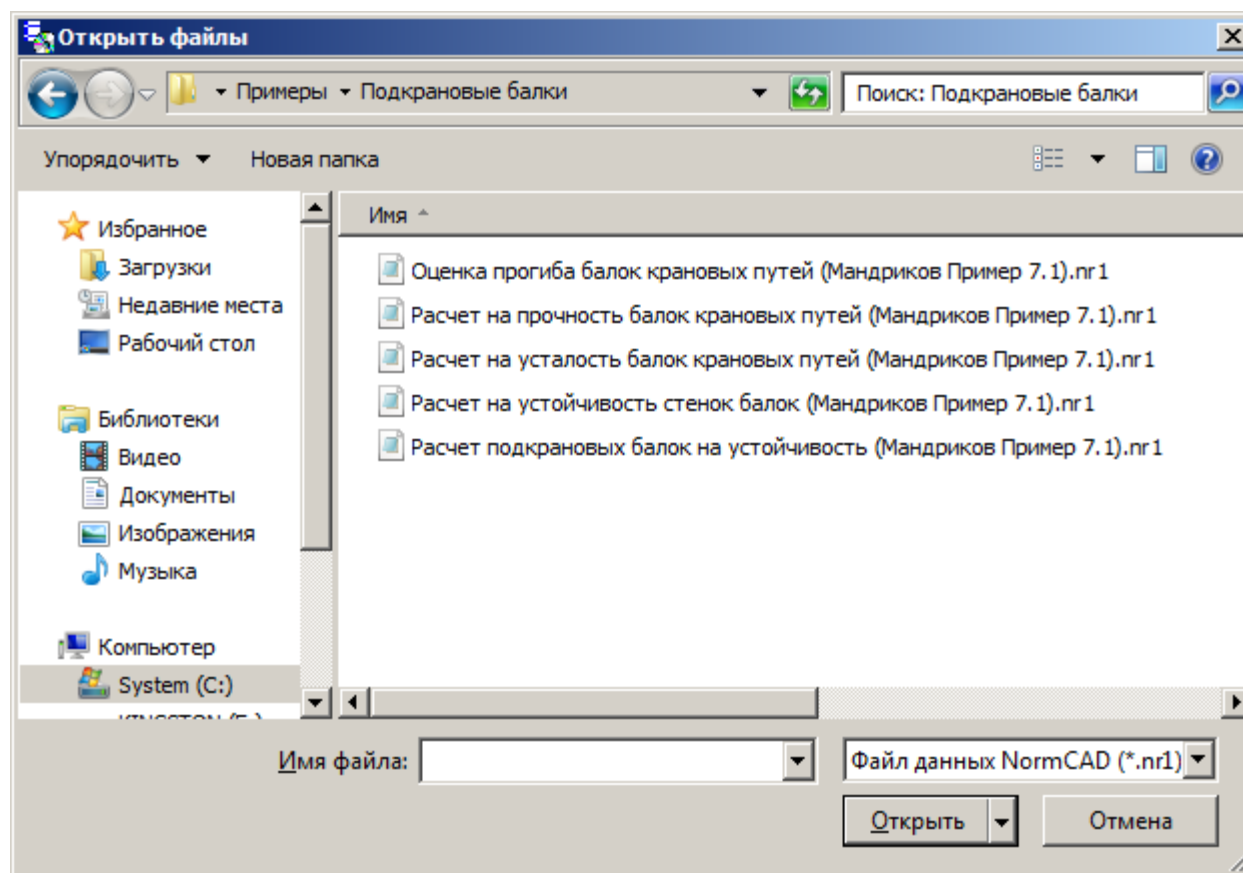 Открыть файлы
Примеры Подкрановые балки
Поиск: Подкрановые балки
Упорядочить Новая папка
Избранное
Загрузки
Недавние места
Рабочий стол
Библиотеки
Видео
Документы
Изображения
Музыка
Компьютер
System (C:)
Имя
Оценка прогиба балок крановых путей (Мандриков Пример 7.1).nr1
Расчет на прочность балок крановых путей (Мандриков Пример 7.1).nr1
Расчет на усталость балок крановых путей (Мандриков Пример 7.1).nr1
Расчет на устойчивость стенок балок (Мандриков Пример 7.1).nr1
Расчет подкрановых балок на устойчивость (Мандриков Пример 7.1).nr1
Имя файла:
Файл данных NormCAD (*.nr1)
Открыть
Отмена